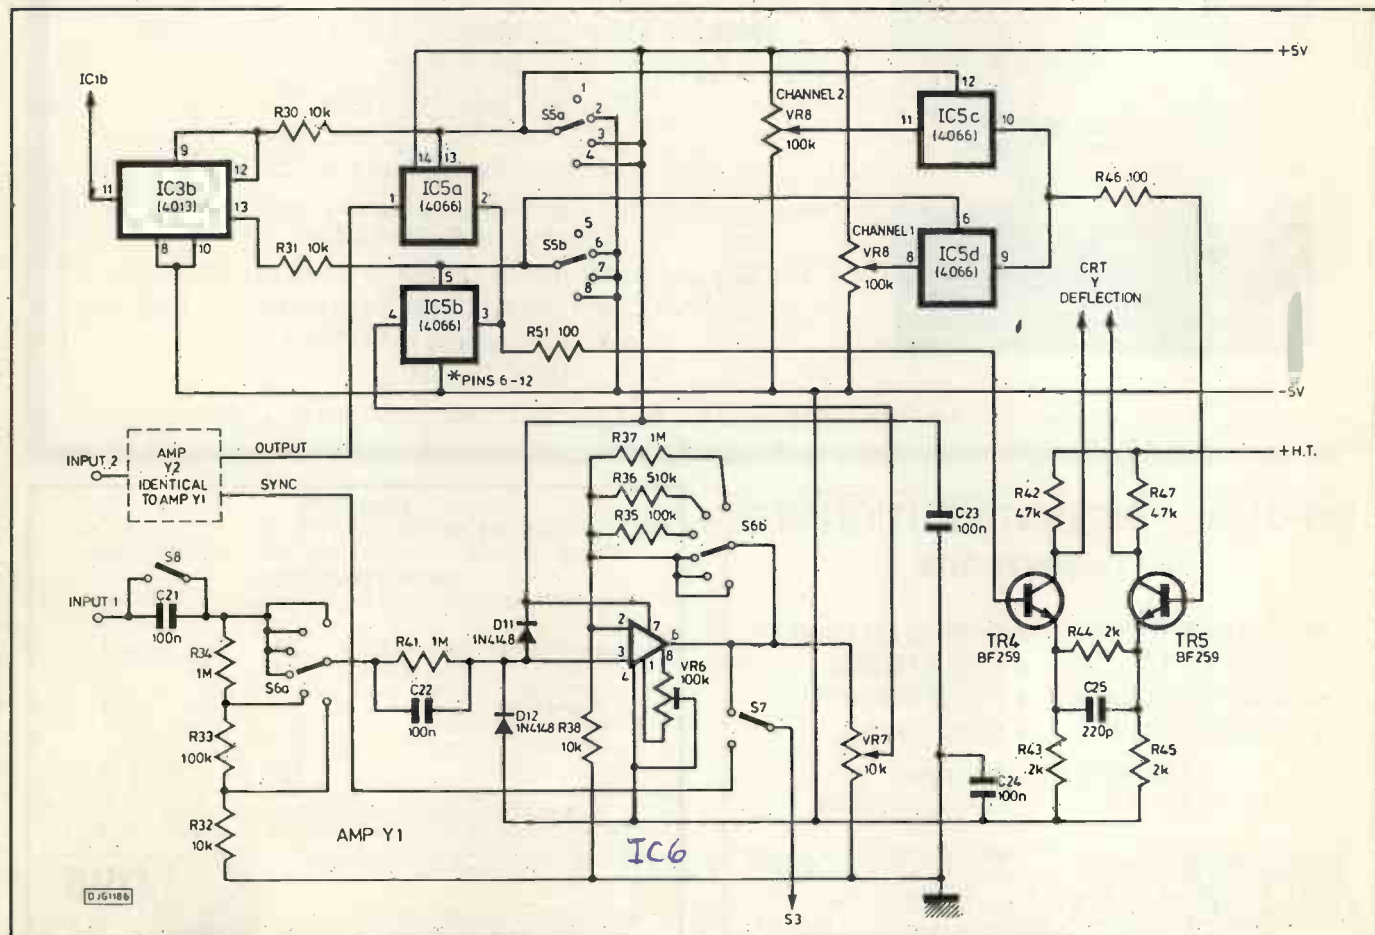 +5V
IC1b
R30 10k
S5a
1
2
3
4
CHANNEL 2
VR8
100k
12
11
IC5c
(4066)
10
9
12
11
IC3b
(4013)
13
8
10
14
13
1
IC5a
(4066)
2
R46 100
R31 10k
S5b
5
6
7
8
CHANNEL 1
VR8
100k
6
8
IC5d
(4066)
9
5
4
IC5b
(4066)
3
R51 100
*PINS 6-12
CRT
Y
DEFLECTION
-5V
INPUT 2
AMP
Y2
IDENTICAL
TO AMP Y1
OUTPUT
SYNC
R37 1M
R36 510k
R35 100k
S6b
+H.T.
C23
100n
R42
47k
R47
47k
S8
C21
100n
INPUT 1
R34
1M
S6a
R41 1M
C22
100n
D11
1N4148
2
3
4
1
7
6
8
VR6
100k
D12
1N4148
R38
10k
S7
VR7
10k
TR4
BF259
R44 2k
TR5
BF259
C25
220p
R33
100k
R43
2k
R45
2k
C24
100n
R32
10k
AMP Y1
IC6
S3
DJG1186